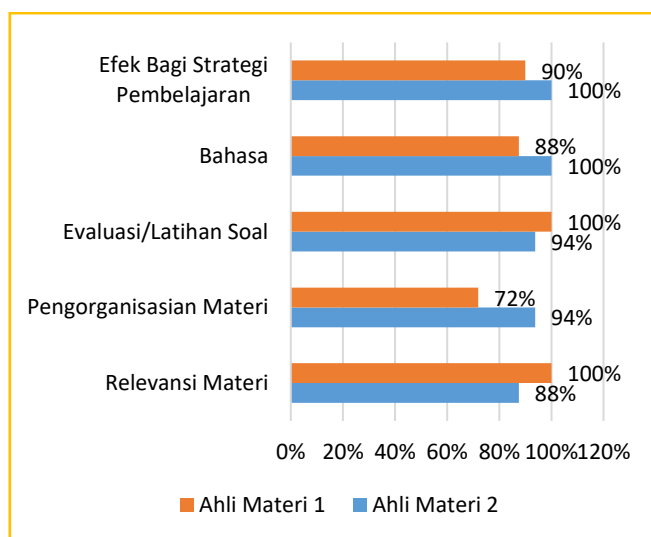 Efek Bagi Strategi
Pembelajaran
90%
100%
Bahasa
88%
100%
Evaluasi/Latihan Soal
100%
94%
Pengorganisasian Materi
72%
94%
Relevansi Materi
100%
88%
0% 20% 40% 60% 80% 100% 120%
Ahli Materi 1 Ahli Materi 2